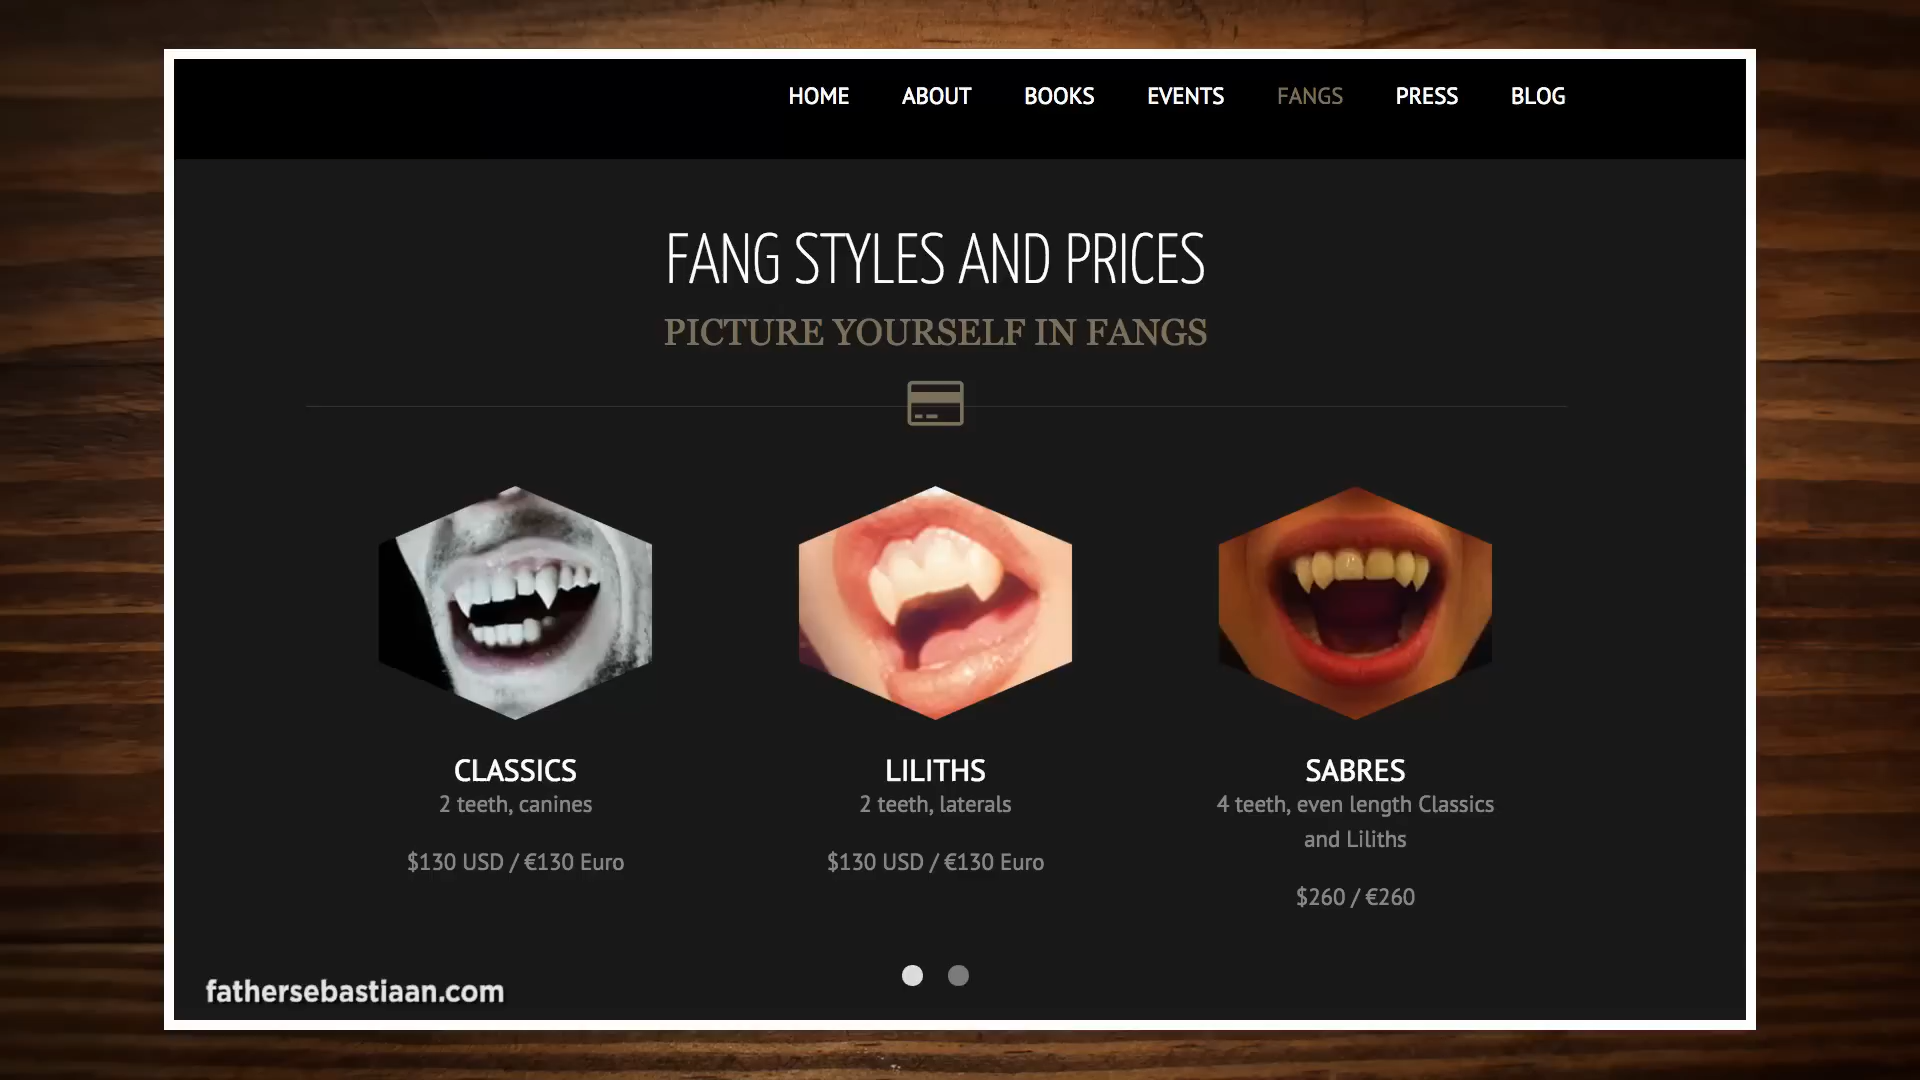 HOME ABOUT BOOKS EVENTS FANGS PRESS BLOG
FANG STYLES AND PRICES
PICTURE YOURSELF IN FANGS
CLASSICS
2 teeth, canines
$130 USD / €130 Euro
LILITHS
2 teeth, laterals
$130 USD / €130 Euro
SABRES
4 teeth, even length Classics
and Liliths
$260 / €260
fathersebastiaan.com